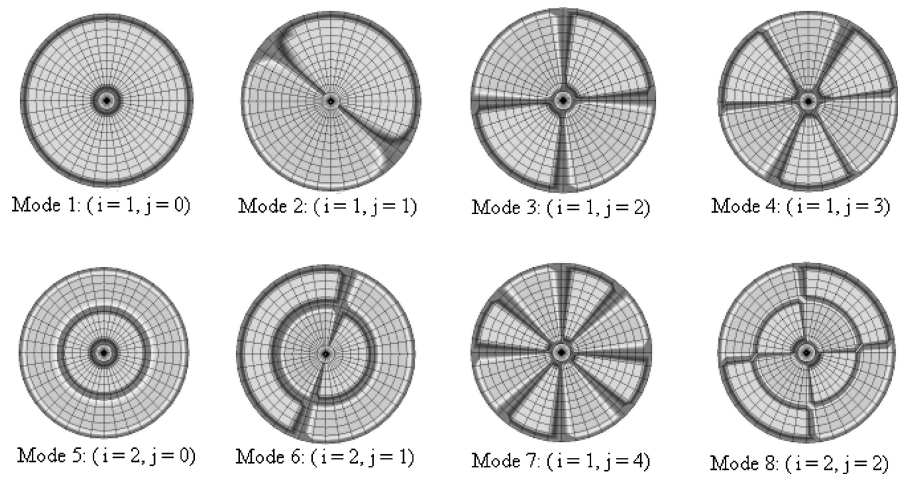 Mode 1: ( i = 1, j = 0)
Mode 2: ( i = 1, j = 1)
Mode 3: ( i = 1, j = 2)
Mode 4: ( i = 1, j = 3)
Mode 5: ( i = 2, j = 0)
Mode 6: ( i = 2, j = 1)
Mode 7: ( i = 1, j = 4)
Mode 8: ( i = 2, j = 2)